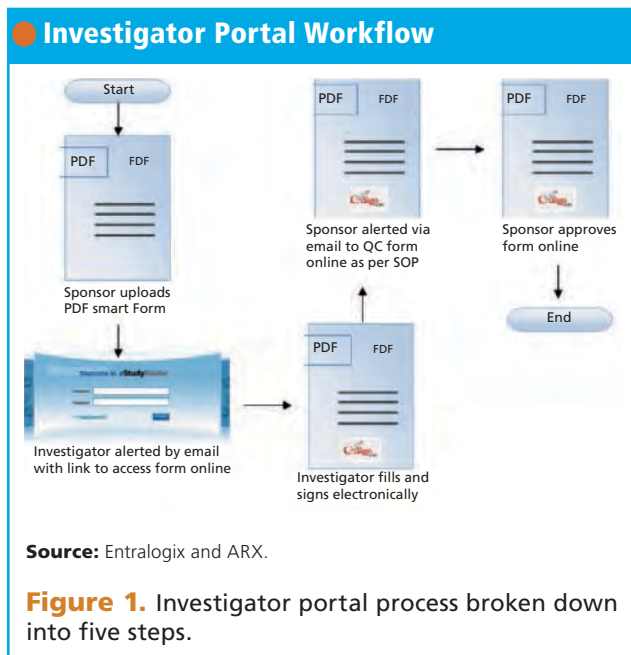 Investigator Portal Workflow
Start
PDF FDF
Sponsor uploads
PDF smart Form
Investigator alerted by email
with link to access form online
PDF FDF
Investigator fills and
signs electronically
PDF FDF
Sponsor alerted via
email to QC form
online as per SOP
PDF FDF
Sponsor approves
form online
End
Source: Entralogix and ARX.
Figure 1. Investigator portal process broken down
into five steps.